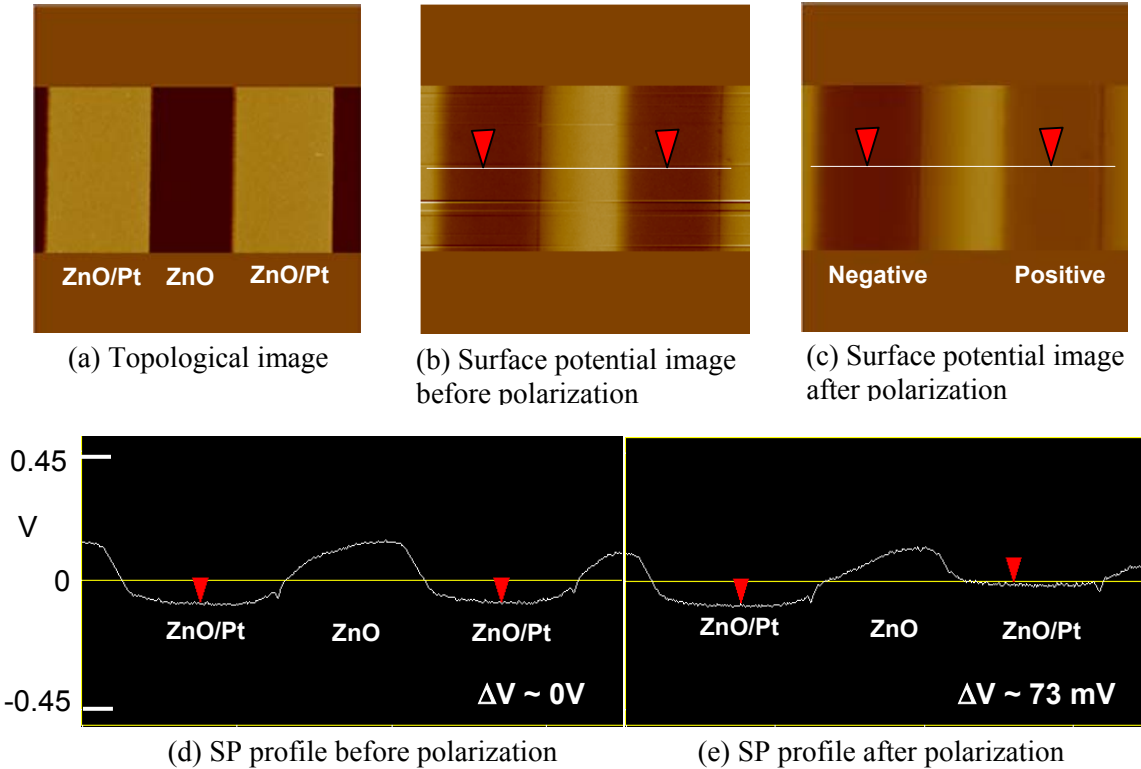 ZnO/Pt ZnO ZnO/Pt
(a) Topological image
(b) Surface potential image
before polarization
Negative Positive
(c) Surface potential image
after polarization
0.45
V
0
-0.45
ZnO/Pt ZnO ZnO/Pt
ΔV ~ 0V
(d) SP profile before polarization
ZnO/Pt ZnO ZnO/Pt
ΔV ~ 73 mV
(e) SP profile after polarization